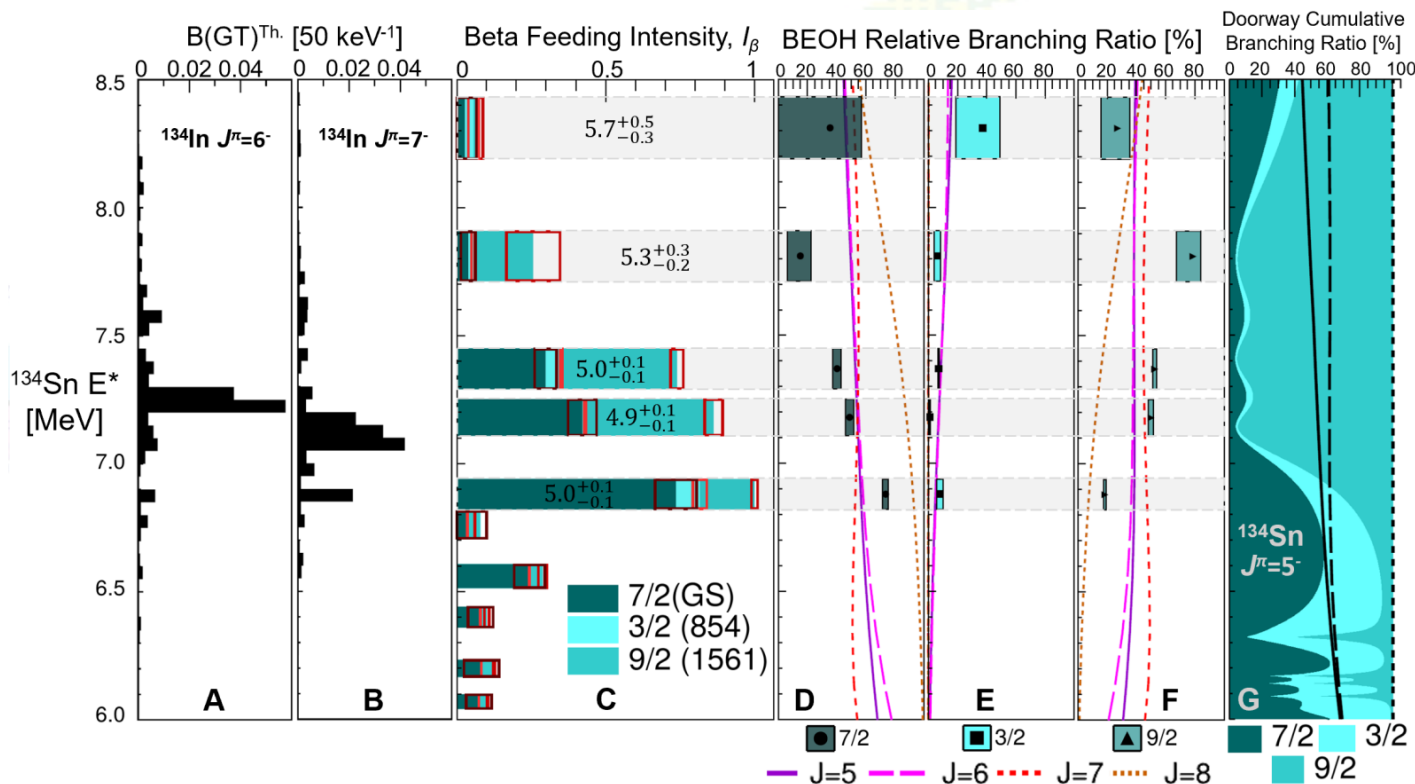 B(GT)^Th. [50 keV⁻¹]
Beta Feeding Intensity, I_β
BEOH Relative Branching Ratio [%]
Doorway Cumulative
Branching Ratio [%]
0 0.02 0.04
0 0.02 0.04
0 0.5 1
0 20 40 60 80
0 20 40 60 80
0 20 40 60 80
0 20 40 60 80 100
8.5
8.0
7.5
7.0
6.5
6.0
¹³⁴Sn E*
[MeV]
¹³⁴In J^π=6⁻
¹³⁴In J^π=7⁻
5.7 +0.5 −0.3
5.3 +0.3 −0.2
5.0 +0.1 −0.1
4.9 +0.1 −0.1
5.0 +0.1 −0.1
7/2(GS)
3/2 (854)
9/2 (1561)
¹³⁴Sn
J^π=5⁻
A
B
C
D
E
F
G
7/2
3/2
9/2
7/2 3/2
9/2
J=5 J=6 J=7 J=8